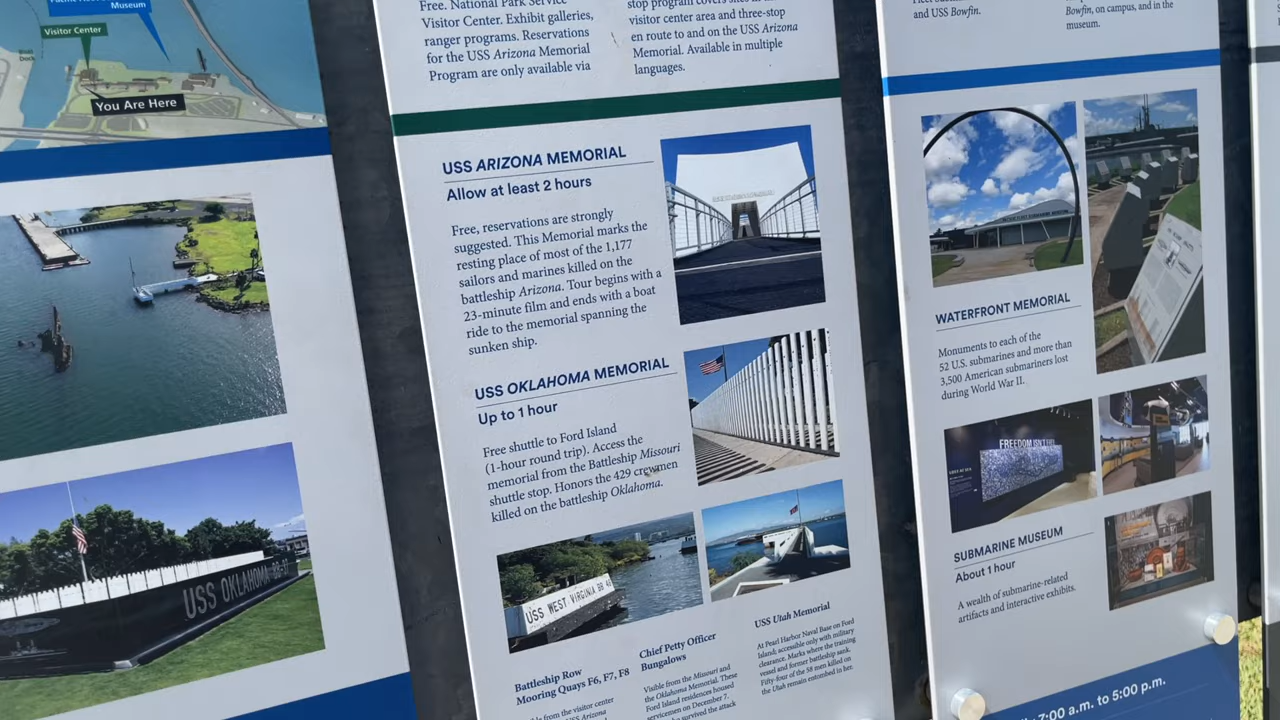 Museum
Visitor Center
You Are Here
USS OKLAHOMA BB-37
Free. National Park Service
Visitor Center. Exhibit galleries,
ranger programs. Reservations
for the USS Arizona Memorial
Program are only available via
visitor center area and three-stop
en route to and on the USS Arizona
Memorial. Available in multiple
languages.
USS ARIZONA MEMORIAL
Allow at least 2 hours
Free, reservations are strongly
suggested. This Memorial marks the
resting place of most of the 1,177
sailors and marines killed on the
battleship Arizona. Tour begins with a
23-minute film and ends with a boat
ride to the memorial spanning the
sunken ship.
USS OKLAHOMA MEMORIAL
Up to 1 hour
Free shuttle to Ford Island
(1-hour round trip). Access the
memorial from the Battleship Missouri
shuttle stop. Honors the 429 crewmen
killed on the battleship Oklahoma.
USS WEST VIRGINIA BB 48
Battleship Row
Mooring Quays F6, F7, F8
from the visitor center
Arizona
Chief Petty Officer
Bungalows
Visible from the Missouri and
the Oklahoma Memorial. These
Ford Island residences housed
servicemen on December 7.
survived the attack
USS Utah Memorial
At Pearl Harbor Naval Base on Ford
Island; accessible only with military
clearance. Marks where the training
vessel and former battleship sank.
Fifty-four of the 58 men killed on
the Utah remain entombed in her.
and USS Bowfin.
Bowfin, on campus, and in the
museum.
WATERFRONT MEMORIAL
Monuments to each of the
52 U.S. submarines and more than
3,500 American submariners lost
during World War II.
FREEDOM ISN'T FREE
SUBMARINE MUSEUM
About 1 hour
A wealth of submarine-related
artifacts and interactive exhibits.
7:00 a.m. to 5:00 p.m.